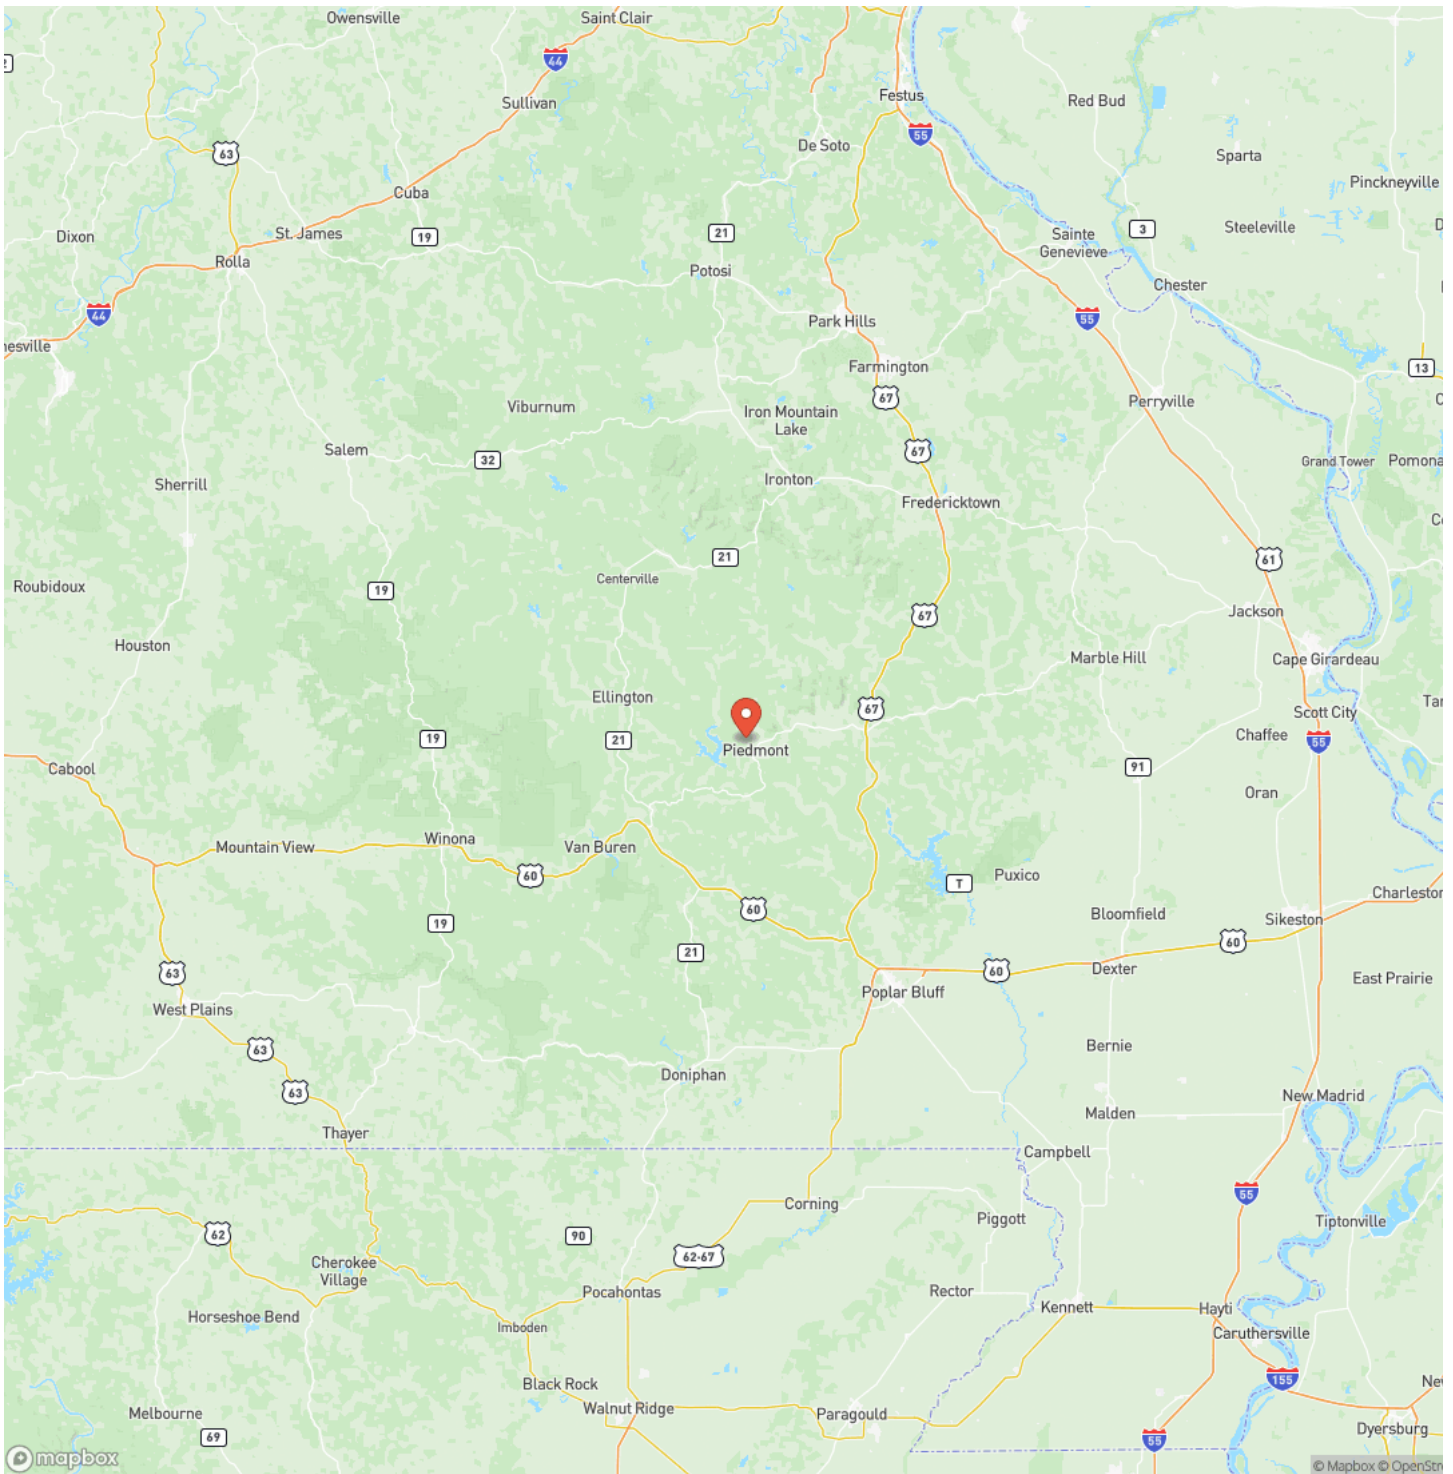 Owensville
Saint Clair
44
Sullivan
Festus
Red Bud
55
De Soto
63
Sparta
Pinckneyville
Cuba
Dixon
St. James
19
21
Sainte
Genevieve
3
Steeleville
Rolla
Potosi
Chester
44
Park Hills
55
nesville
Farmington
13
67
Perryville
Viburnum
Iron Mountain
Lake
67
Salem
32
Grand Tower
Pomona
Sherrill
Ironton
Fredericktown
21
61
Centerville
Roubidoux
19
67
Jackson
Houston
Marble Hill
Cape Girardeau
Ellington
67
Scott City
Tar
19
21
Piedmont
Chaffee
55
Cabool
91
Oran
Mountain View
Winona
Van Buren
60
T
Puxico
Charleston
60
Bloomfield
Sikeston
19
60
21
63
60
Dexter
East Prairie
Poplar Bluff
West Plains
63
Bernie
Doniphan
63
New Madrid
Malden
Thayer
Campbell
55
Corning
Piggott
Tiptonville
62
90
62-67
Cherokee
Village
Pocahontas
Rector
Kennett
Hayti
Horseshoe Bend
Imboden
Caruthersville
155
Black Rock
Melbourne
Walnut Ridge
Paragould
Dyersburg
69
55
mapbox
© Mapbox © OpenStre